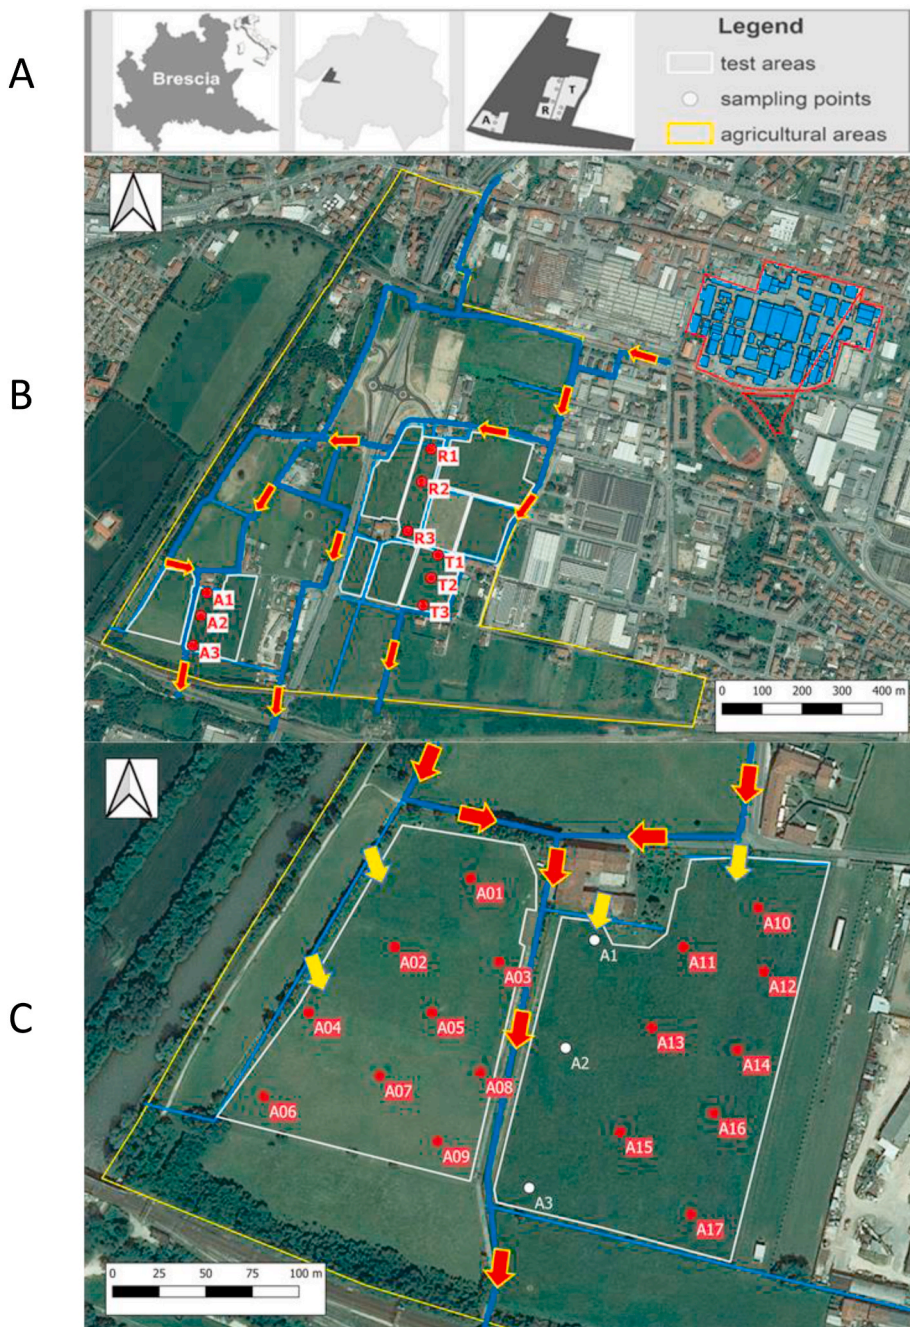 A
Brescia
A
R
T
Legend
test areas
sampling points
agricultural areas
B
R1
R2
R3
T1
T2
T3
A1
A2
A3
0 100 200 300 400 m
C
A01
A02
A03
A04
A05
A06
A07
A08
A09
A1
A2
A3
A10
A11
A12
A13
A14
A15
A16
A17
0 25 50 75 100 m